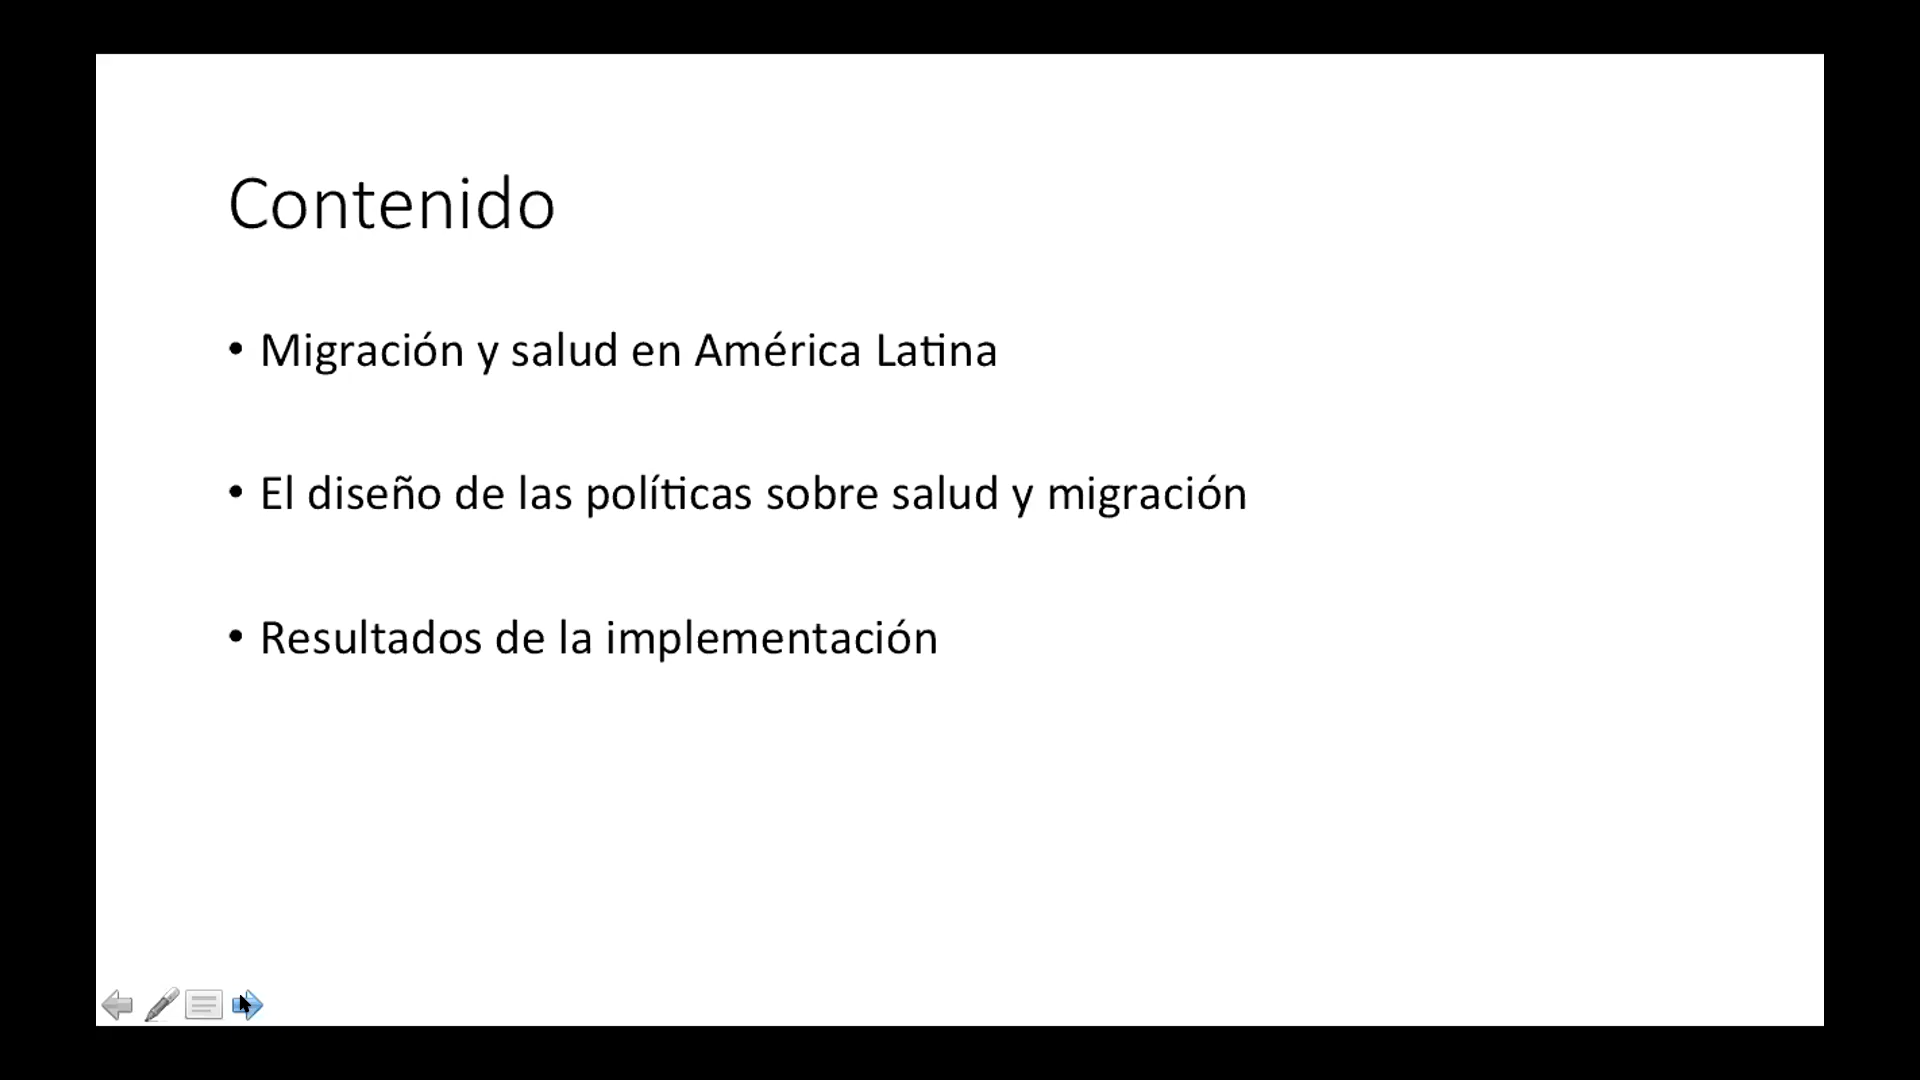 Contenido
• Migración y salud en América Latina
• El diseño de las políticas sobre salud y migración
• Resultados de la implementación